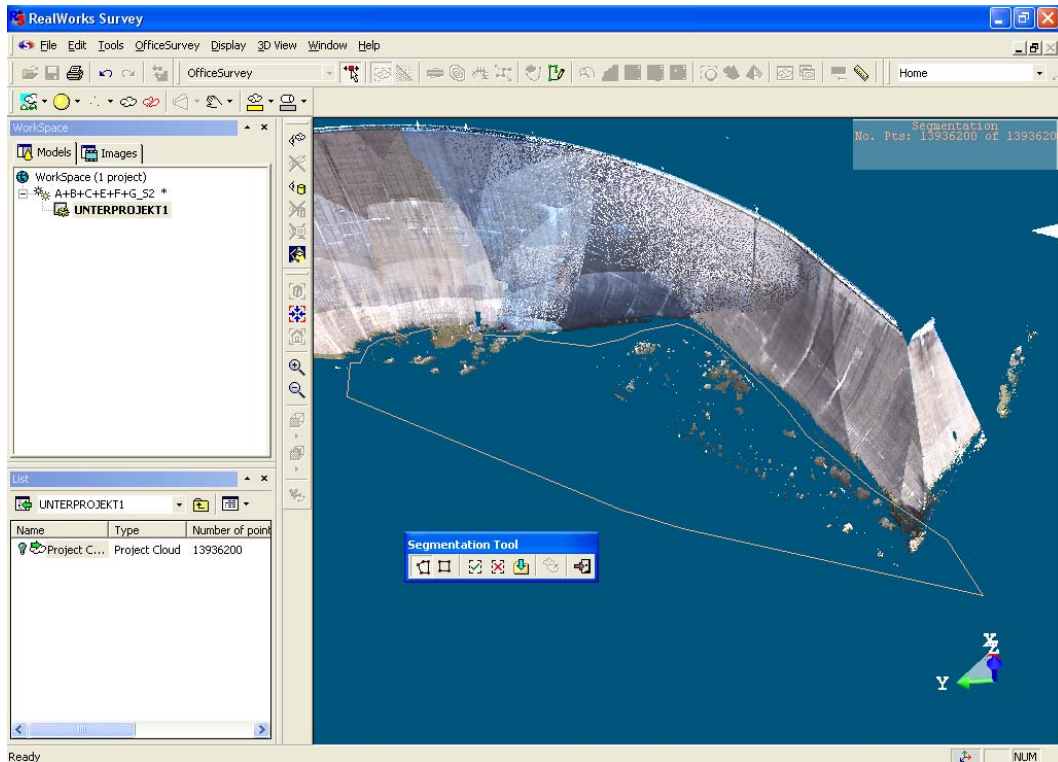 RealWorks Survey
File Edit Tools OfficeSurvey Display 3D View Window Help
OfficeSurvey
Home
WorkSpace
Models Images
WorkSpace (1 project)
A+B+C+E+F+G_S2 *
UNTERPROJEKT1
Segmentation
No. Pts: 13936200 of 1393620
List
UNTERPROJEKT1
Name Type Number of point
Project C... Project Cloud 13936200
Segmentation Tool
X
Z
Y
Ready NUM